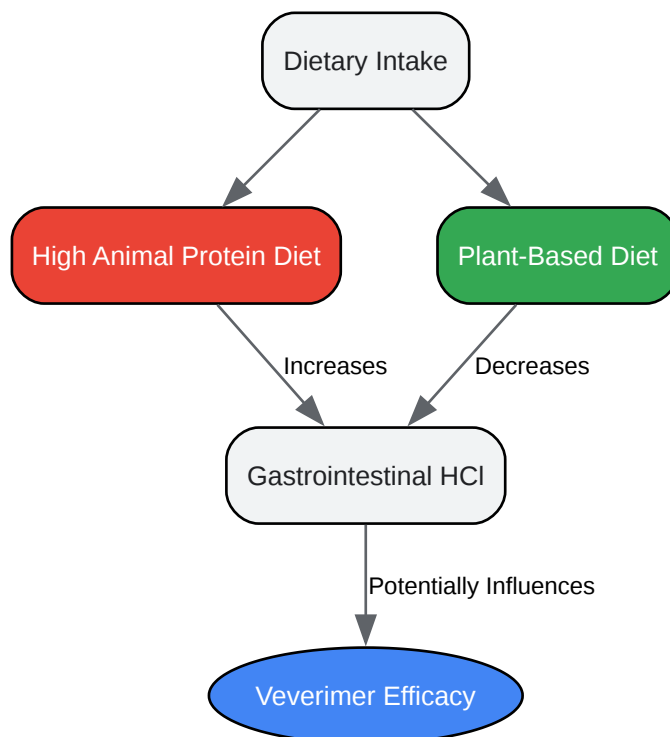 Dietary Intake
High Animal Protein Diet
Plant-Based Diet
Increases
Decreases
Gastrointestinal HCl
Potentially Influences
Veverimer Efficacy